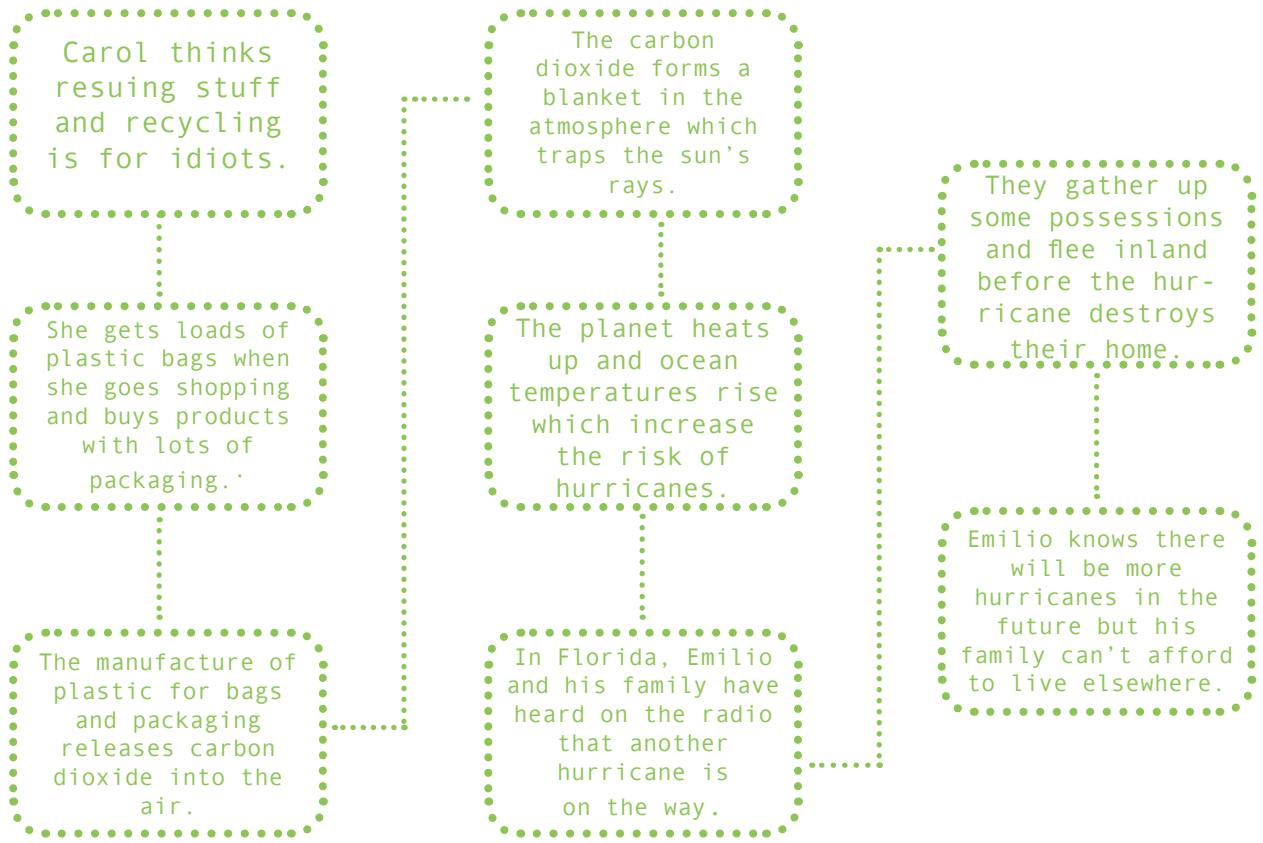 Carol thinks
resuing stuff
and recycling
is for idiots.
She gets loads of
plastic bags when
she goes shopping
and buys products
with lots of
packaging.
The manufacture of
plastic for bags
and packaging
releases carbon
dioxide into the
air.
The carbon
dioxide forms a
blanket in the
atmosphere which
traps the sun’s
rays.
The planet heats
up and ocean
temperatures rise
which increase
the risk of
hurricanes.
In Florida, Emilio
and his family have
heard on the radio
that another
hurricane is
on the way.
They gather up
some possessions
and flee inland
before the hur-
ricane destroys
their home.
Emilio knows there
will be more
hurricanes in the
future but his
family can’t afford
to live elsewhere.